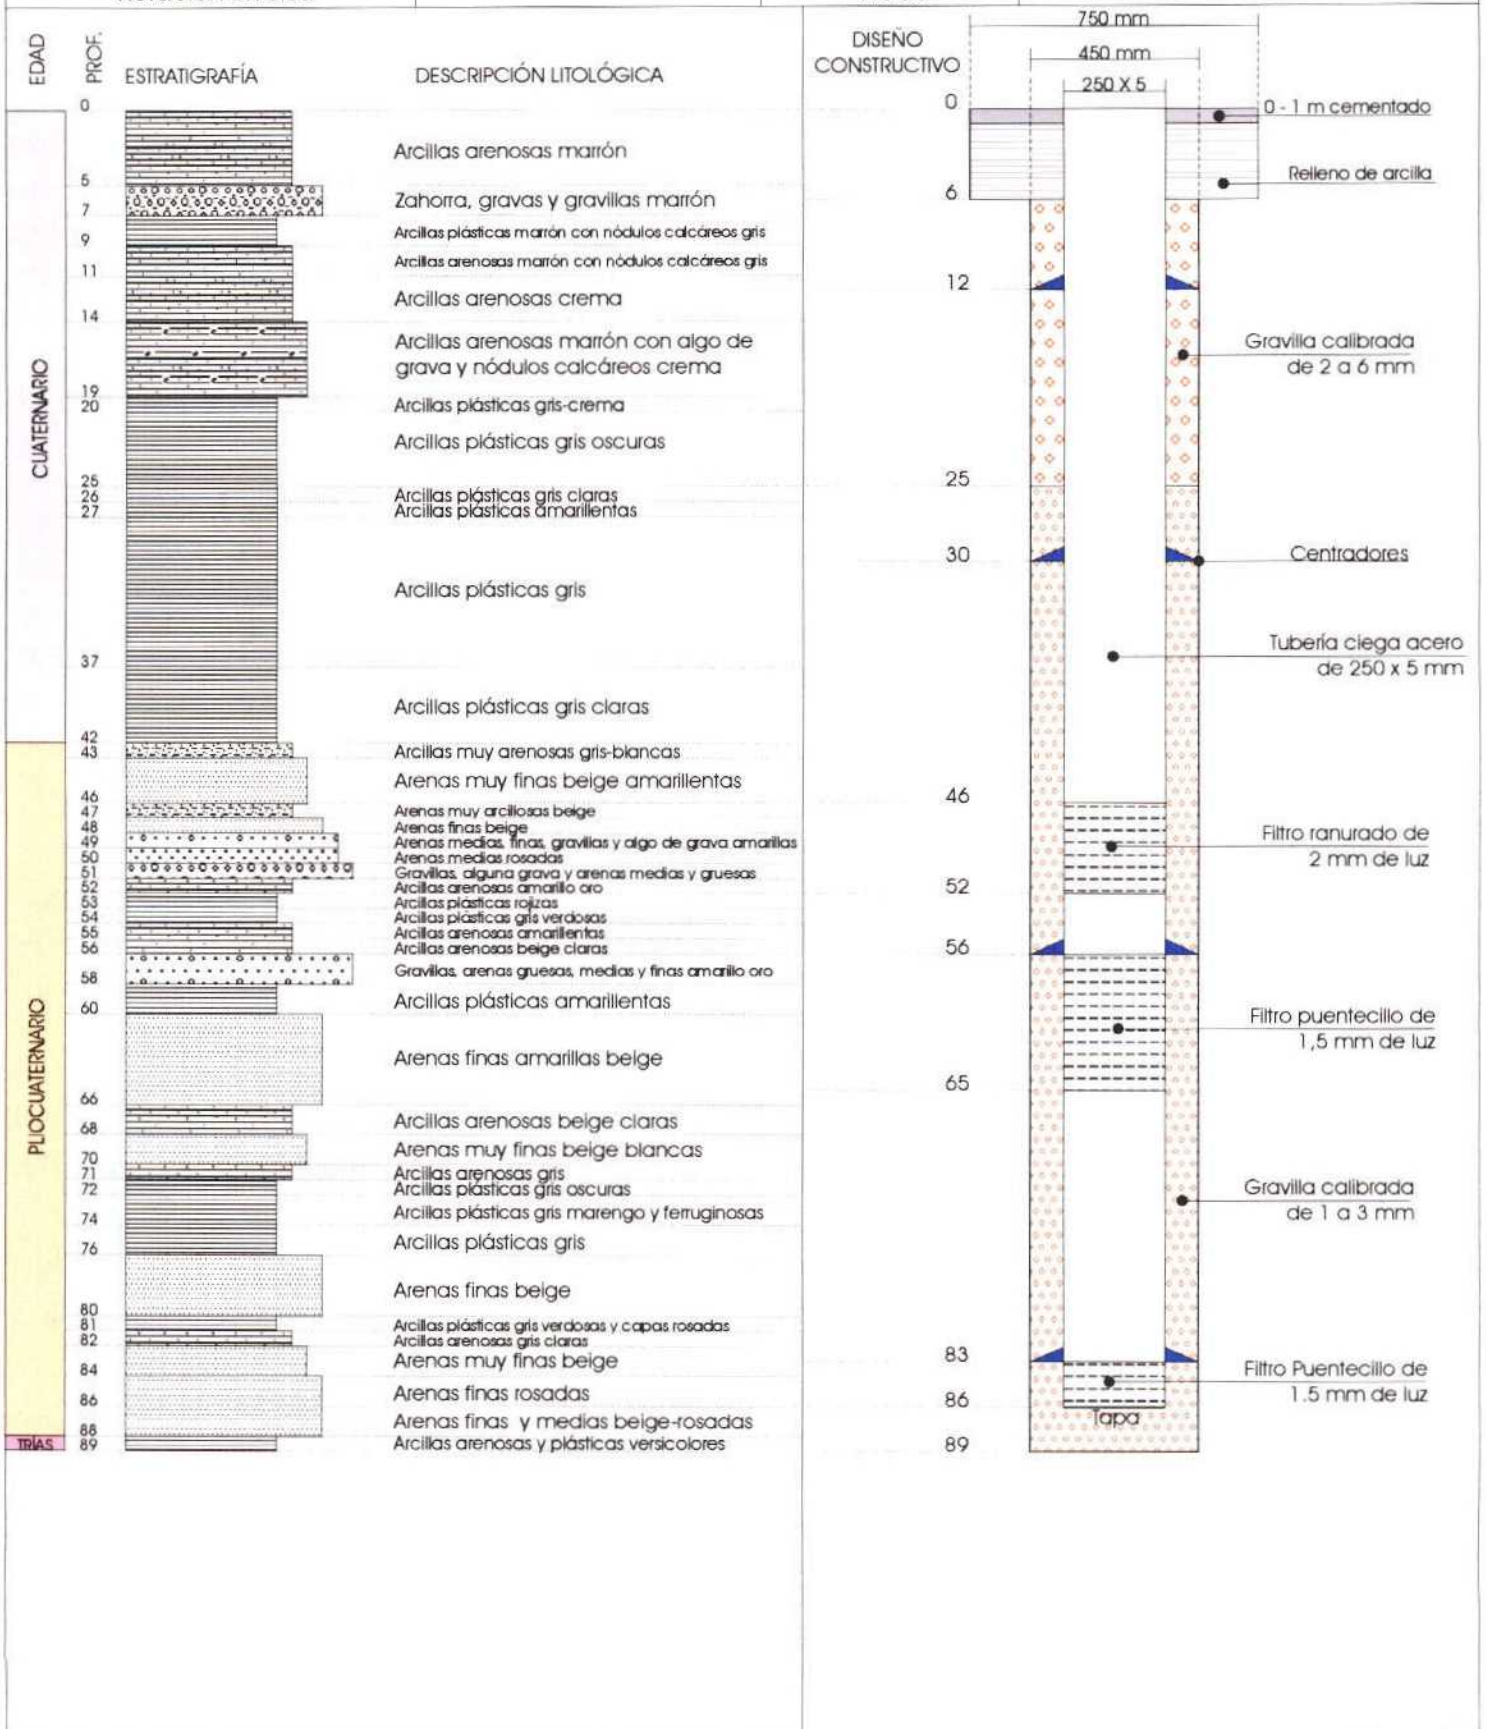 EDAD
PROF.
ESTRATIGRAFÍA
DESCRIPCIÓN LITOLÓGICA
DISEÑO
CONSTRUCTIVO
750 mm
450 mm
250 X 5
CUATERNARIO
PLIOCUATERNARIO
TRÍAS
0
5
7
9
11
14
19
20
25
26
27
37
42
43
46
47
48
49
50
51
52
53
54
55
56
58
60
66
68
70
71
72
74
76
80
81
82
84
86
88
89
Arcillas arenosas marrón
Zahorra, gravas y gravillas marrón
Arcillas plásticas marrón con nódulos calcáreos gris
Arcillas arenosas marrón con nódulos calcáreos gris
Arcillas arenosas crema
Arcillas arenosas marrón con algo de
grava y nódulos calcáreos crema
Arcillas plásticas gris-crema
Arcillas plásticas gris oscuras
Arcillas plásticas gris claras
Arcillas plásticas amarillentas
Arcillas plásticas gris
Arcillas plásticas gris claras
Arcillas muy arenosas gris-blancas
Arenas muy finas beige amarillentas
Arenas muy arcillosas beige
Arenas finas beige
Arenas medias, finas, gravillas y algo de grava amarillas
Arenas medias rosadas
Gravillas, alguna grava y arenas medias y gruesas
Arcillas arenosas amarillo oro
Arcillas plásticas rojizas
Arcillas plásticas gris verdosas
Arcillas arenosas amarillentas
Arcillas arenosas beige claras
Gravillas, arenas gruesas, medias y finas amarillo oro
Arcillas plásticas amarillentas
Arenas finas amarillas beige
Arcillas arenosas beige claras
Arenas muy finas beige blancas
Arcillas arenosas gris
Arcillas plásticas gris oscuras
Arcillas plásticas gris marengo y ferruginosas
Arcillas plásticas gris
Arenas finas beige
Arcillas plásticas gris verdosas y capas rosadas
Arcillas arenosas gris claras
Arenas muy finas beige
Arenas finas rosadas
Arenas finas y medias beige-rosadas
Arcillas arenosas y plásticas versicolores
0
6
12
25
30
46
52
56
65
83
86
89
0 - 1 m cementado
Relleno de arcilla
Gravilla calibrada
de 2 a 6 mm
Centradores
Tubería ciega acero
de 250 x 5 mm
Filtro ranurado de
2 mm de luz
Filtro puentecillo de
1,5 mm de luz
Gravilla calibrada
de 1 a 3 mm
Filtro Puentecillo de
1.5 mm de luz
Tapa